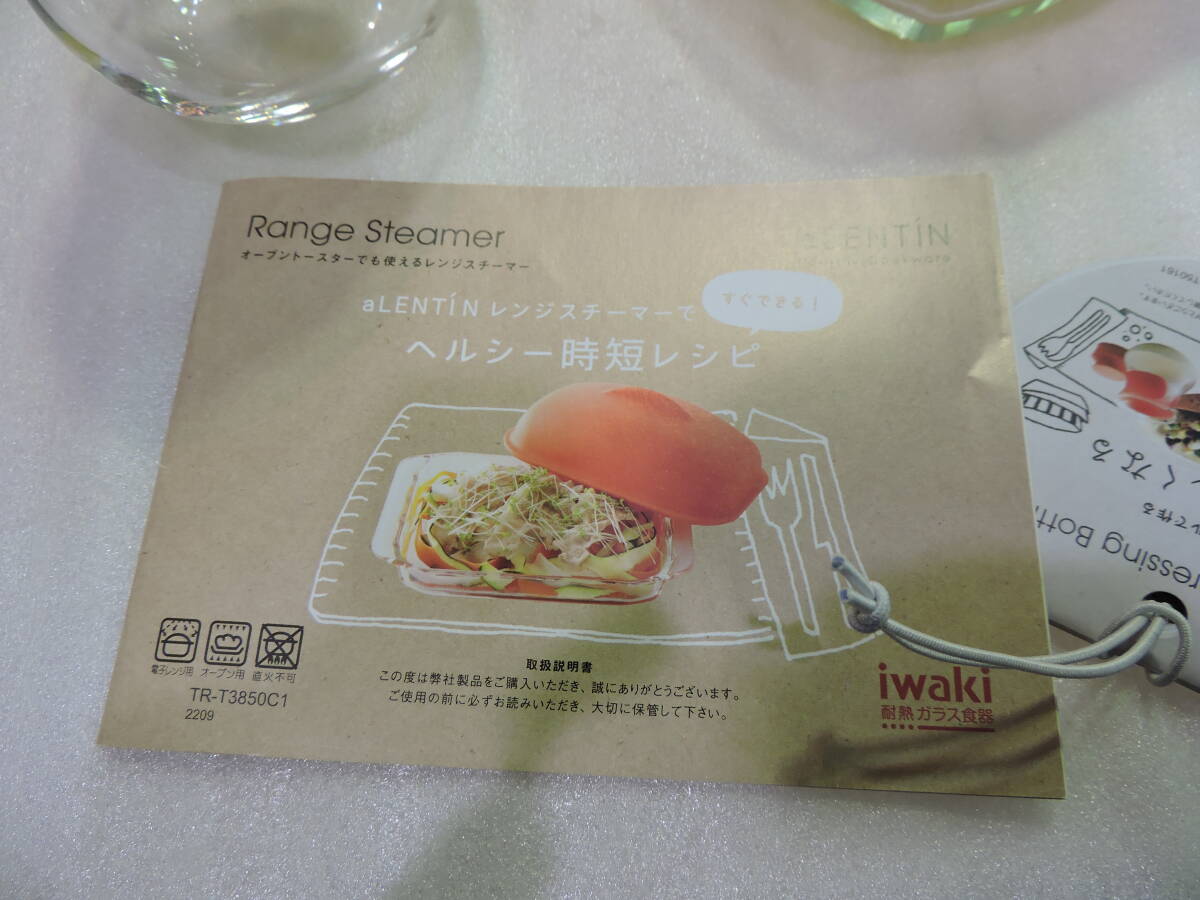 Range Steamer
オーブントースターでも使えるレンジスチーマー
aLENTÍN
すぐできる!
aLENTÍN レンジスチーマーで
ヘルシー時短レシピ
電子レンジ用 オーブン用 直火不可
TR-T3850C1
2209
取扱説明書
この度は弊社製品をご購入いただき、誠にありがとうございます。
ご使用の前に必ずお読みいただき、大切に保管して下さい。
iwaki
耐熱ガラス食器
T50161
くなる
で作る
ressing Bott